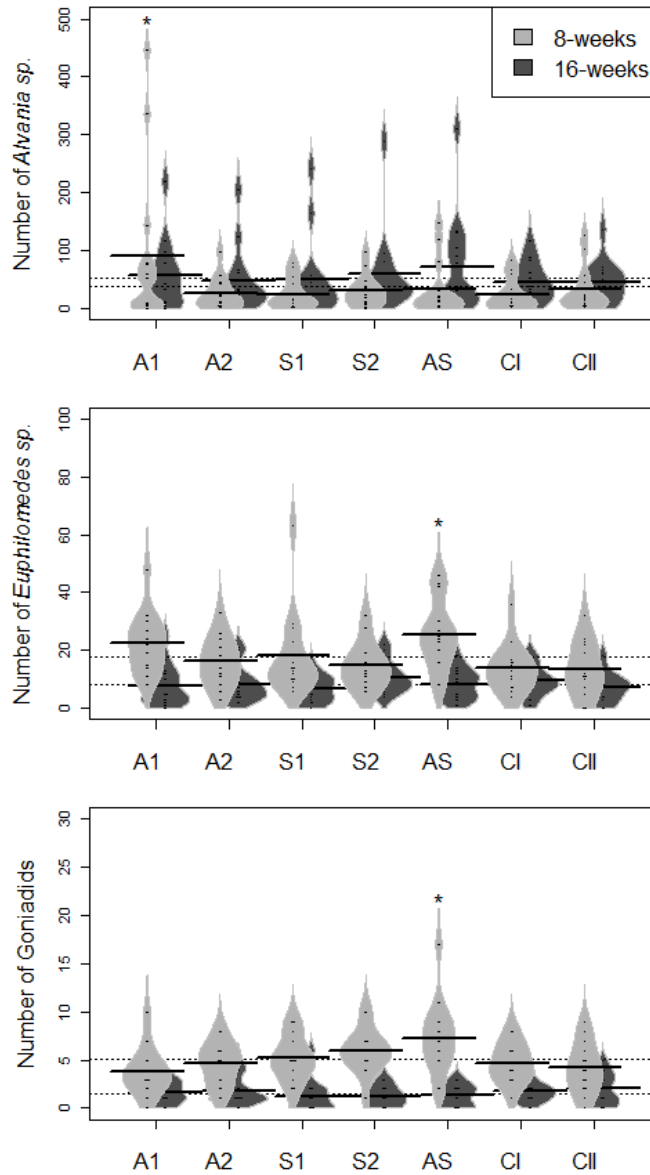 *
8-weeks
16-weeks
Number of Alvania sp.
500
400
300
200
100
0
A1 A2 S1 S2 AS CI CII
*
Number of Euphilomedes sp.
100
80
60
40
20
0
A1 A2 S1 S2 AS CI CII
*
Number of Goniadids
30
25
20
15
10
5
0
A1 A2 S1 S2 AS CI CII